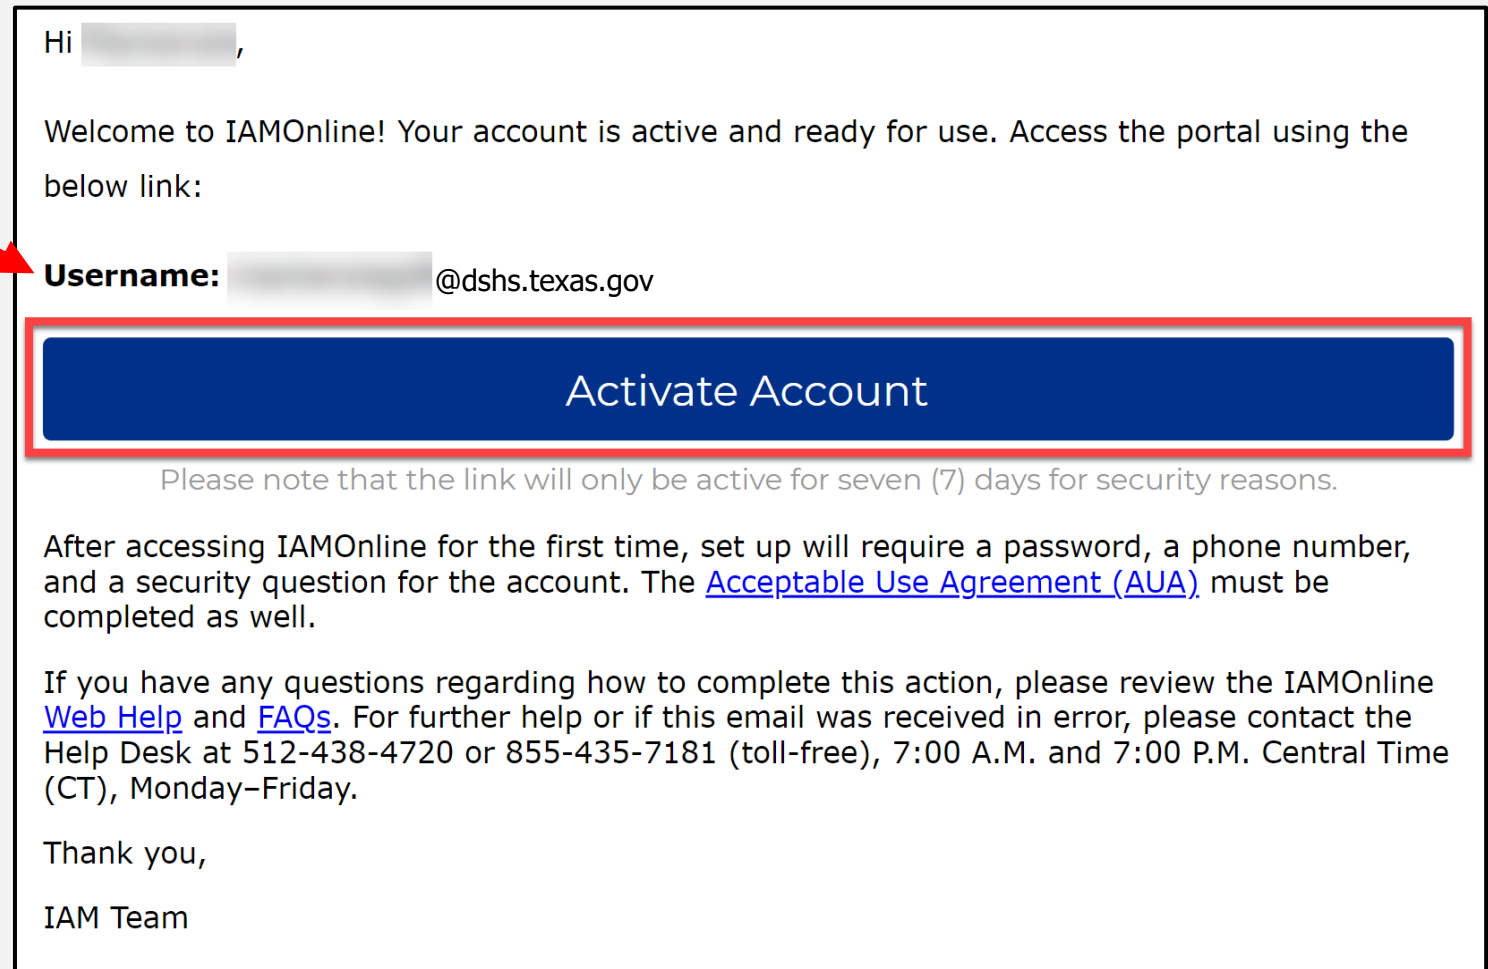 Hi ,
Welcome to IAMOnline! Your account is active and ready for use. Access the portal using the
below link:
Username: @dshs.texas.gov
Activate Account
Please note that the link will only be active for seven (7) days for security reasons.
After accessing IAMOnline for the first time, set up will require a password, a phone number,
and a security question for the account. The Acceptable Use Agreement (AUA) must be
completed as well.
If you have any questions regarding how to complete this action, please review the IAMOnline
Web Help and FAQs. For further help or if this email was received in error, please contact the
Help Desk at 512-438-4720 or 855-435-7181 (toll-free), 7:00 A.M. and 7:00 P.M. Central Time
(CT), Monday–Friday.
Thank you,
IAM Team